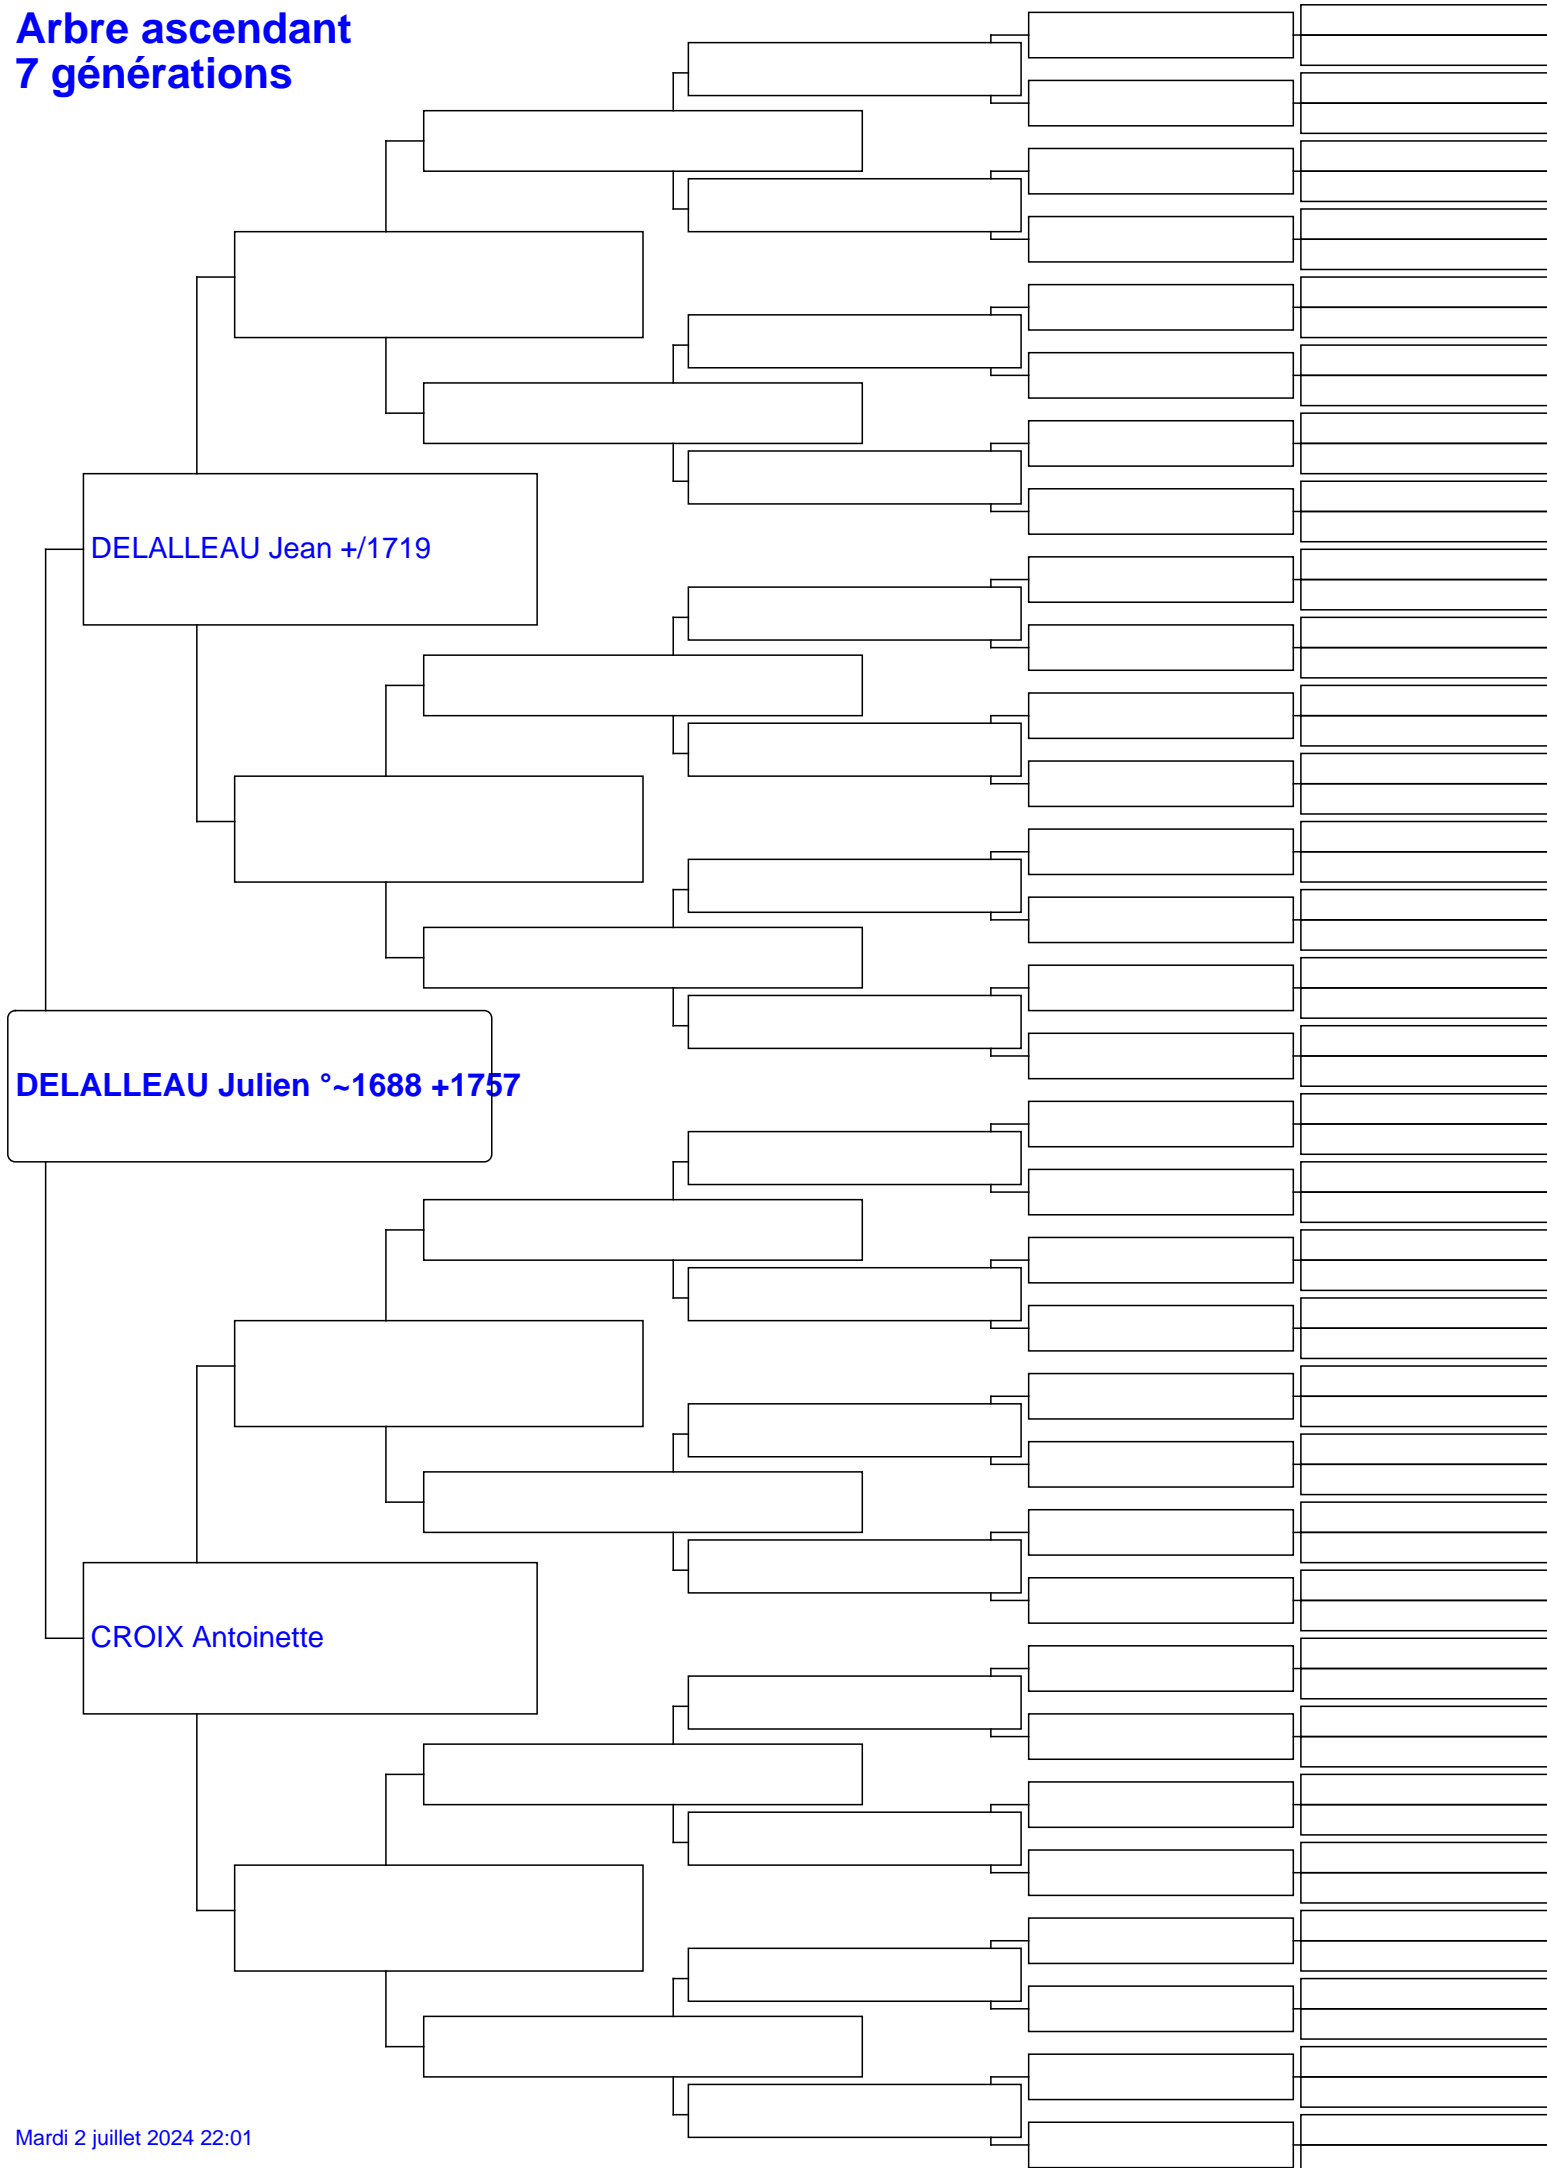 Arbre ascendant
7 générations
DELALLEAU Jean +/1719
DELALLEAU Julien °~1688 +1757
CROIX Antoinette
Mardi 2 juillet 2024 22:01